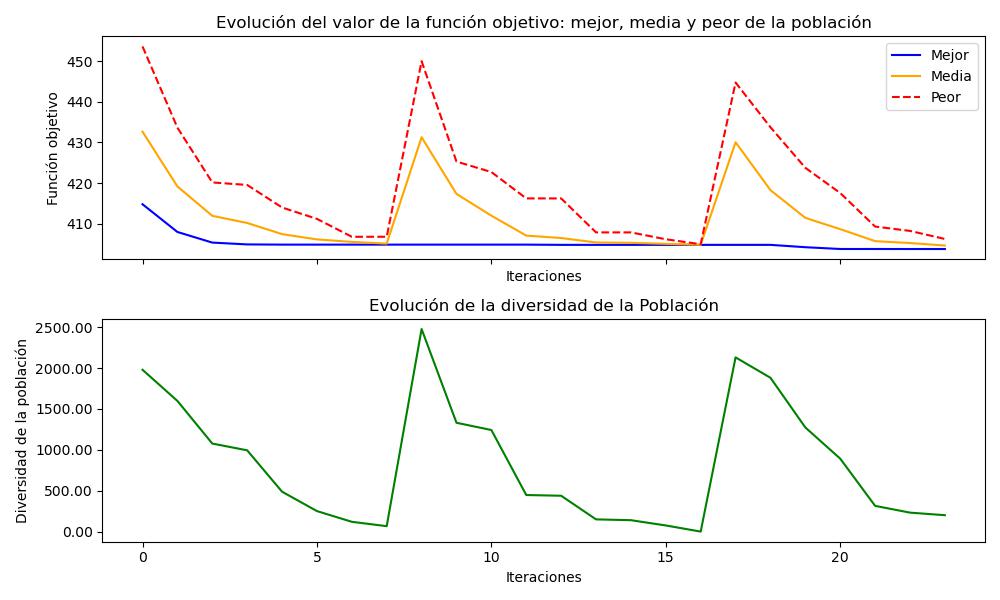 Evolución del valor de la función objetivo: mejor, media y peor de la población
Función objetivo
450
440
430
420
410
Mejor
Media
Peor
Iteraciones
Evolución de la diversidad de la Población
Diversidad de la población
2500.00
2000.00
1500.00
1000.00
500.00
0.00
0
5
10
15
20
Iteraciones